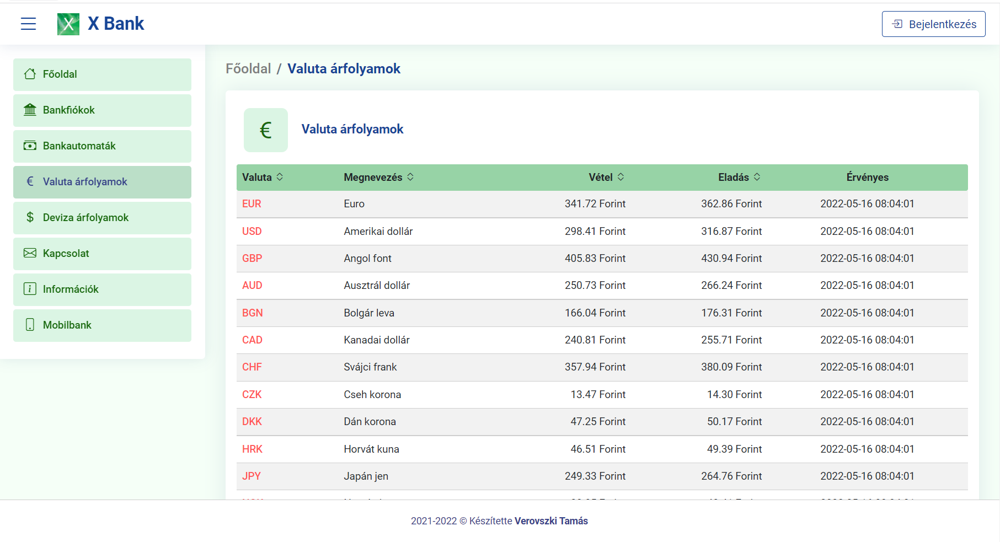 X Bank
Bejelentkezés
Főoldal
Bankfiókok
Bankautomaták
€ Valuta árfolyamok
$ Deviza árfolyamok
Kapcsolat
Információk
Mobilbank
Főoldal / Valuta árfolyamok
€ Valuta árfolyamok
Valuta Megnevezés Vétel Eladás Érvényes
EUR Euro 341.72 Forint 362.86 Forint 2022-05-16 08:04:01
USD Amerikai dollár 298.41 Forint 316.87 Forint 2022-05-16 08:04:01
GBP Angol font 405.83 Forint 430.94 Forint 2022-05-16 08:04:01
AUD Ausztrál dollár 250.73 Forint 266.24 Forint 2022-05-16 08:04:01
BGN Bolgár leva 166.04 Forint 176.31 Forint 2022-05-16 08:04:01
CAD Kanadai dollár 240.81 Forint 255.71 Forint 2022-05-16 08:04:01
CHF Svájci frank 357.94 Forint 380.09 Forint 2022-05-16 08:04:01
CZK Cseh korona 13.47 Forint 14.30 Forint 2022-05-16 08:04:01
DKK Dán korona 47.25 Forint 50.17 Forint 2022-05-16 08:04:01
HRK Horvát kuna 46.51 Forint 49.39 Forint 2022-05-16 08:04:01
JPY Japán jen 249.33 Forint 264.76 Forint 2022-05-16 08:04:01
2021-2022 © Készítette Verovszki Tamás